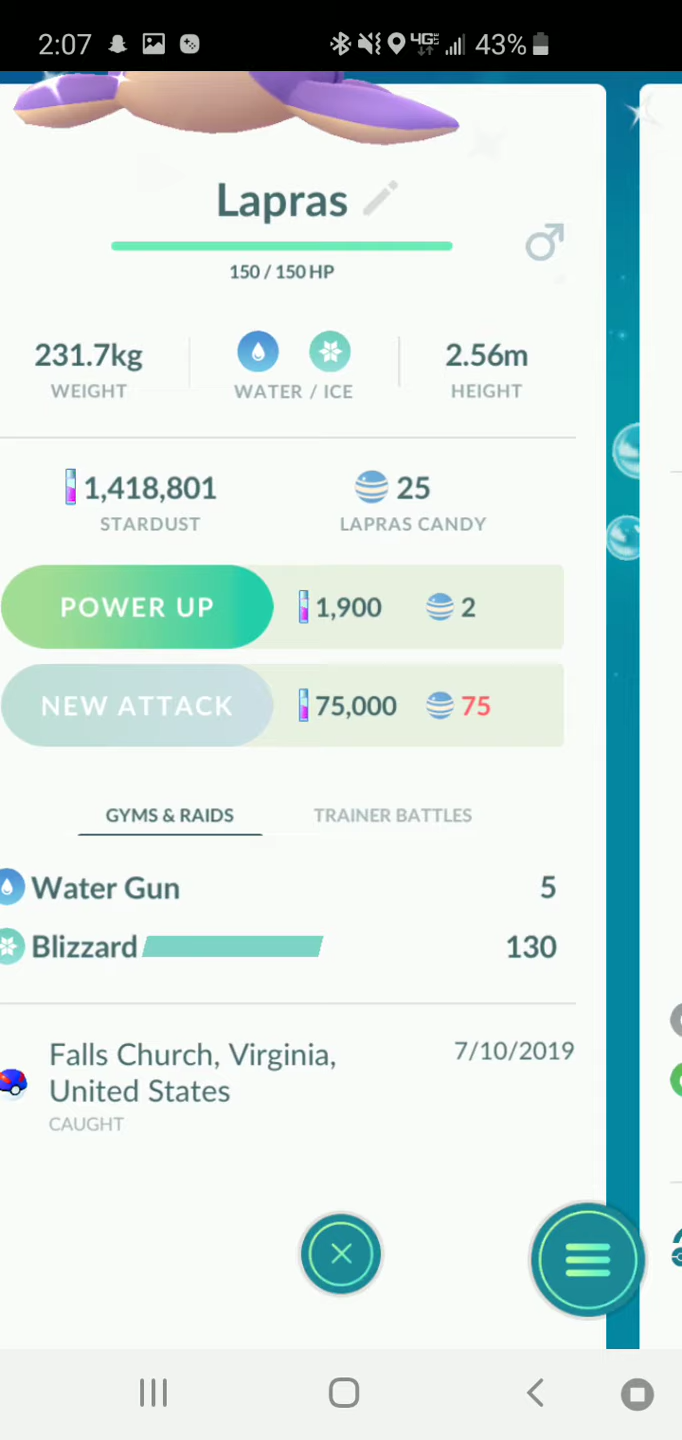 2:07 4GE 43%
Lapras
150 / 150 HP
231.7kg 2.56m
WEIGHT WATER / ICE HEIGHT
1,418,801 25
STARDUST LAPRAS CANDY
POWER UP 1,900 2
NEW ATTACK 75,000 75
GYMS & RAIDS TRAINER BATTLES
Water Gun 5
Blizzard 130
Falls Church, Virginia, 7/10/2019
United States
CAUGHT